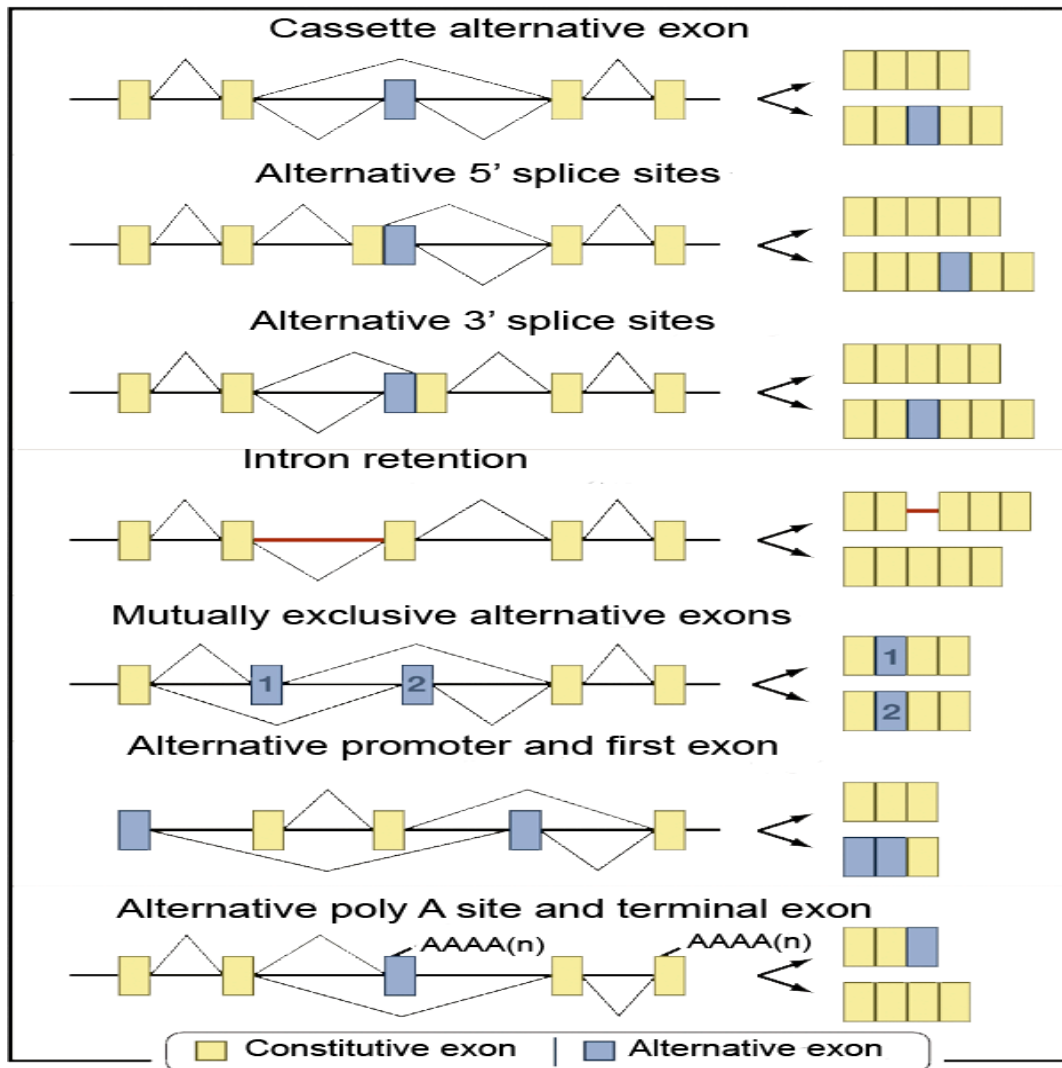 Cassette alternative exon
Alternative 5’ splice sites
Alternative 3’ splice sites
Intron retention
Mutually exclusive alternative exons
1
2
1
2
Alternative promoter and first exon
Alternative poly A site and terminal exon
AAAA(n)
AAAA(n)
Constitutive exon
Alternative exon